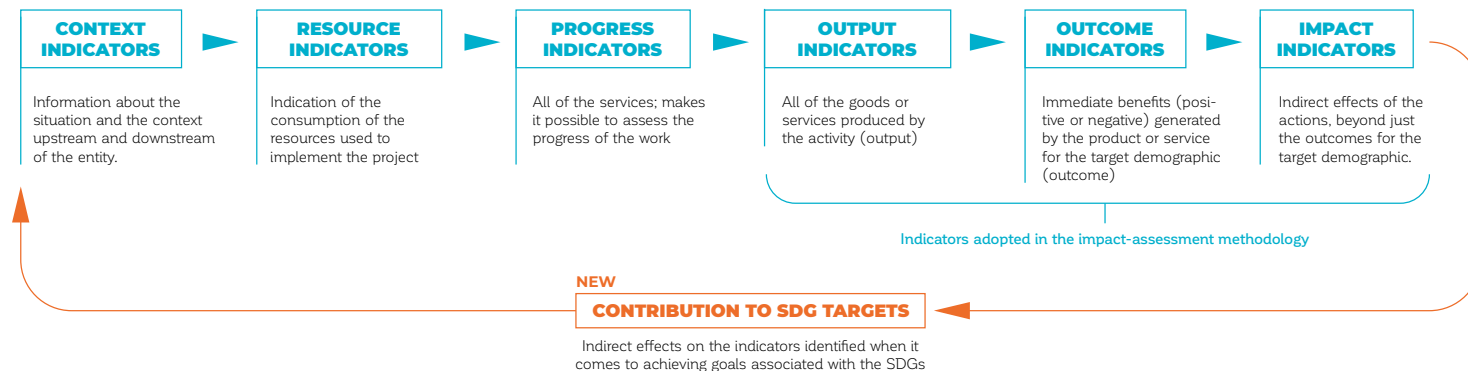 CONTEXT
INDICATORS
Information about the
situation and the context
upstream and downstream
of the entity.
RESOURCE
INDICATORS
Indication of the
consumption of the
resources used to
implement the project
PROGRESS
INDICATORS
All of the services; makes
it possible to assess the
progress of the work
OUTPUT
INDICATORS
All of the goods or
services produced by
the activity (output)
OUTCOME
INDICATORS
Immediate benefits (posi-
tive or negative) generated
by the product or service
for the target demographic
(outcome)
IMPACT
INDICATORS
Indirect effects of the
actions, beyond just
the outcomes for the
target demographic.
Indicators adopted in the impact-assessment methodology
NEW
CONTRIBUTION TO SDG TARGETS
Indirect effects on the indicators identified when it
comes to achieving goals associated with the SDGs